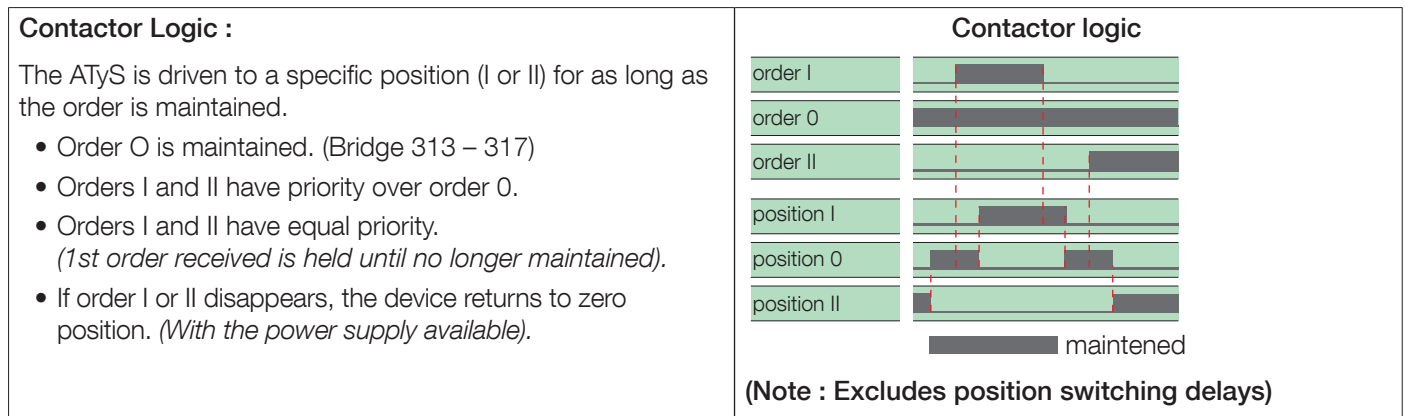 Contactor Logic :
The ATyS is driven to a specific position (I or II) for as long as
the order is maintained.
• Order O is maintained. (Bridge 313 – 317)
• Orders I and II have priority over order 0.
• Orders I and II have equal priority.
(1st order received is held until no longer maintained).
• If order I or II disappears, the device returns to zero
position. (With the power supply available).
Contactor logic
order I
order 0
order II
position I
position 0
position II
maintened
(Note : Excludes position switching delays)